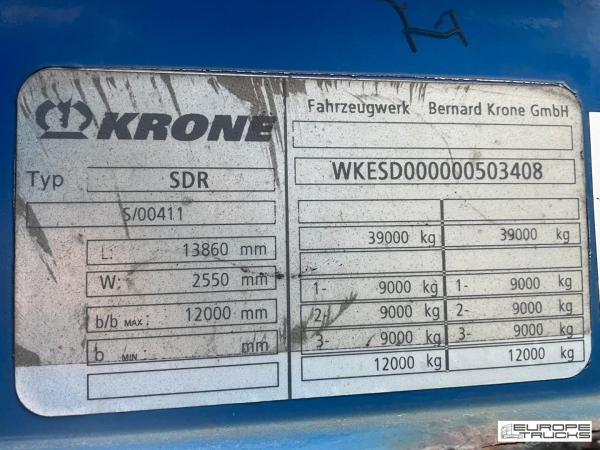 KRONE
Fahrzeugwerk Bernard Krone GmbH
Typ SDR
WKESD000000503408
S/00411
L: 13860 mm
W: 2550 mm
b/b MAX: 12000 mm
b MIN: mm
39000 kg 39000 kg
1- 9000 kg 1- 9000 kg
2- 9000 kg 2- 9000 kg
3- 9000 kg 3- 9000 kg
12000 kg 12000 kg
EUROPE
TRUCKS